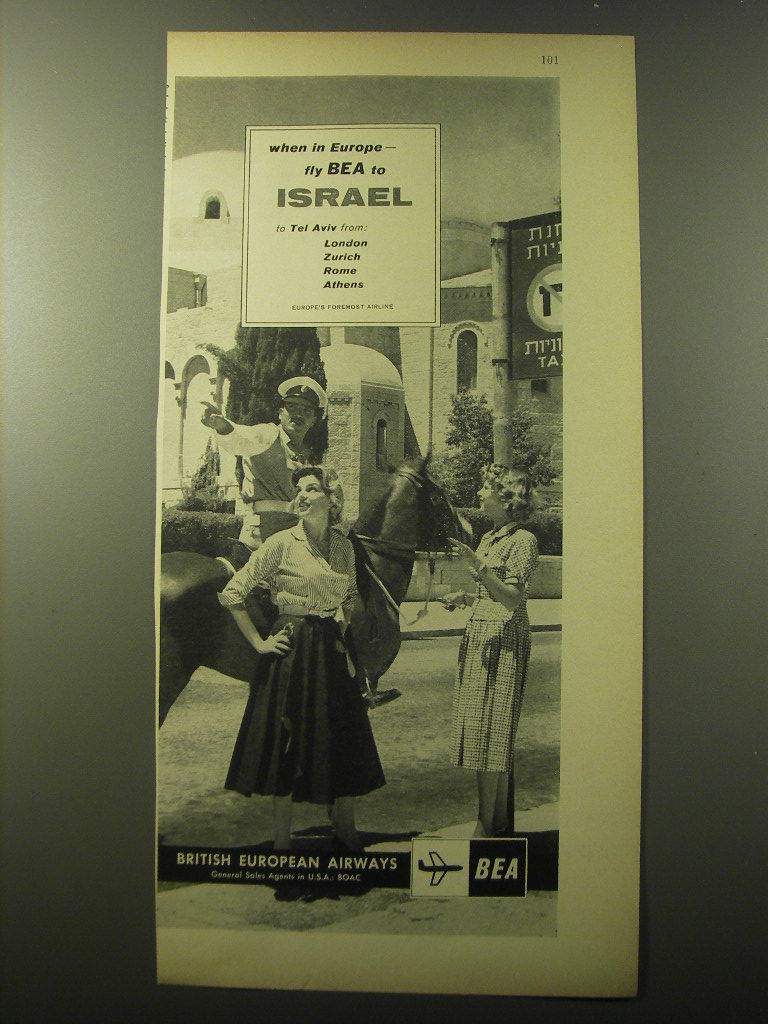 101
when in Europe—
fly BEA to
ISRAEL
to Tel Aviv from:
London
Zurich
Rome
Athens
EUROPE'S FOREMOST AIRLINE
BRITISH EUROPEAN AIRWAYS
General Sales Agents in U.S.A.: BOAC
BEA